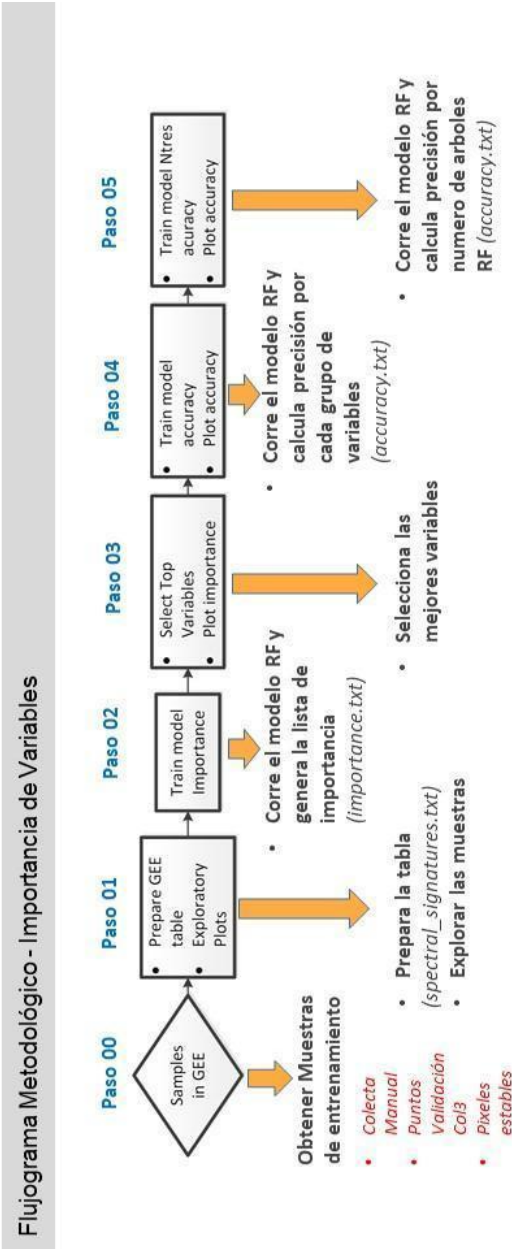 Flujograma Metodológico - Importancia de Variables
Paso 00
Samples
in GEE
Obtener Muestras
de entrenamiento
• Colecta
Manual
• Puntos
Validación
Col3
• Pixeles
estables
Paso 01
• Prepare GEE
table
• Exploratory
Plots
• Prepara la tabla
(spectral_signatures.txt)
• Explorar las muestras
Paso 02
Train model
Importance
• Corre el modelo RF y
genera la lista de
importancia
(importance.txt)
Paso 03
• Select Top
Variables
• Plot importance
• Selecciona las
mejores variables
Paso 04
• Train model
accuracy
• Plot accuracy
• Corre el modelo RF y
calcula precisión por
cada grupo de
variables
(accuracy.txt)
Paso 05
• Train model Ntres
acuracy
• Plot accuracy
• Corre el modelo RF y
calcula precisión por
numero de arboles
RF (accuracy.txt)